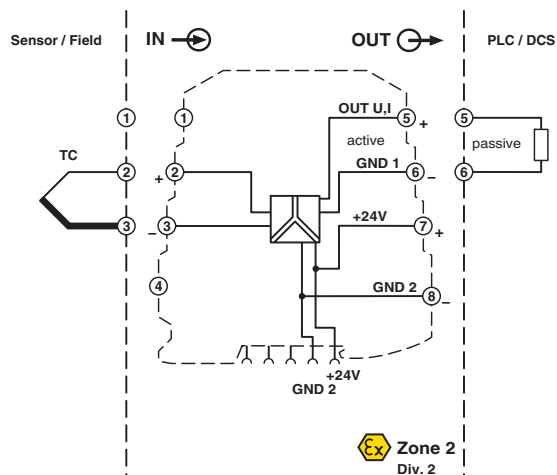 Sensor / Field
IN
OUT
PLC / DCS
1
1
OUT U,I
5
+
5
active
passive
TC
GND 1
2
+
2
6
–
6
3
–
3
+24V
7
+
4
GND 2
8
–
+24V
GND 2
Ex
Zone 2
Div. 2